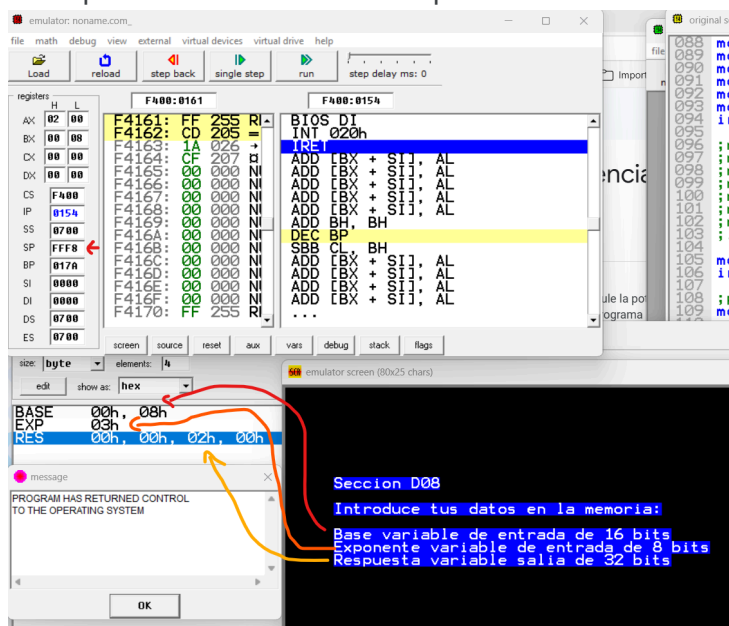 emulator: noname.com_
original s
file math debug view external virtual devices virtual drive help
Load reload step back single step run step delay ms: 0
file
Import
registers
H L
F400:0161 F400:0154
AX 02 00
BX 00 08
CX 00 00
DX 00 00
CS F400
IP 0154
SS 0700
SP FFF8
BP 017A
SI 0000
DI 0000
DS 0700
ES 0700
F4161: FF 255
F4162: CD 205 =
F4163: 1A 026 →
F4164: CF 207 ¤
F4165: 00 000
F4166: 00 000
F4167: 00 000
F4168: 00 000
F4169: 00 000
F416A: 00 000
F416B: 00 000
F416C: 00 000
F416D: 00 000
F416E: 00 000
F416F: 00 000
F4170: FF 255
BIOS DI
INT 020h
IRET
ADD [BX + SI], AL
ADD [BX + SI], AL
ADD [BX + SI], AL
ADD [BX + SI], AL
ADD [BX + SI], AL
ADD BH, BH
DEC BP
SBB CL, BH
ADD [BX + SI], AL
ADD [BX + SI], AL
ADD [BX + SI], AL
ADD [BX + SI], AL
...
screen source reset aux vars debug stack flags
088
089
090
091
092
093
094
095
096
097
098
099
100
101
102
103
104
105
106
107
108
109
encia
ule la pot
rograma
size: byte elements: 4
edit show as: hex
BASE 00h, 08h
EXP 03h
RES 00h, 00h, 02h, 00h
message
PROGRAM HAS RETURNED CONTROL
TO THE OPERATING SYSTEM
OK
emulator screen (80x25 chars)
Seccion D08
Introduce tus datos en la memoria:
Base variable de entrada de 16 bits
Exponente variable de entrada de 8 bits
Respuesta variable salia de 32 bits